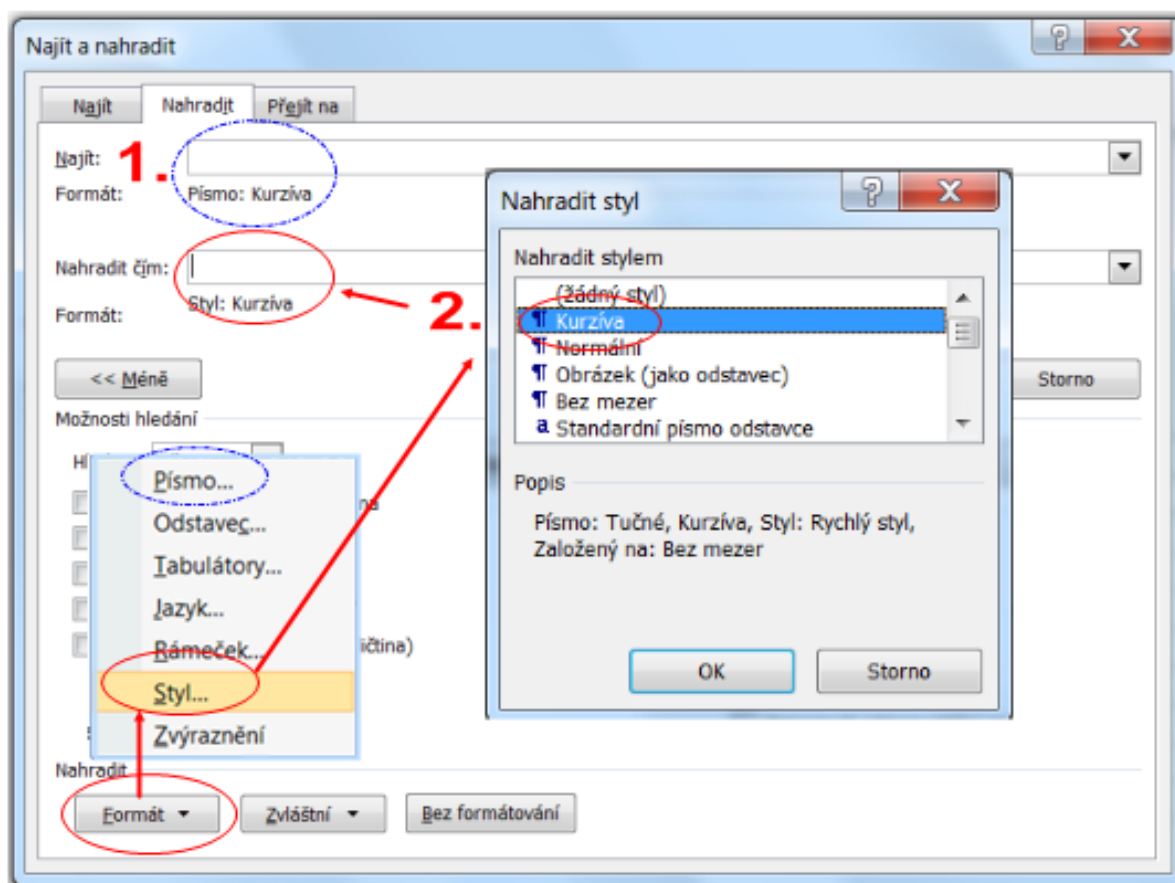 Najít a nahradit
Najít
Nahradit
Přejít na
Najít:
1.
Formát:
Písmo: Kurzíva
Nahradit čím:
Formát:
Styl: Kurzíva
2.
<< Méně
Storno
Možnosti hledání
Písmo...
Odstavec...
Tabulátory...
Jazyk...
Rámeček...
Styl...
Zvýraznění
Nahradit
Formát
Zvláštní
Bez formátování
Nahradit styl
Nahradit stylem
(žádný styl)
¶ Kurzíva
¶ Normální
¶ Obrázek (jako odstavec)
¶ Bez mezer
a Standardní písmo odstavce
Popis
Písmo: Tučné, Kurzíva, Styl: Rychlý styl,
Založený na: Bez mezer
OK
Storno